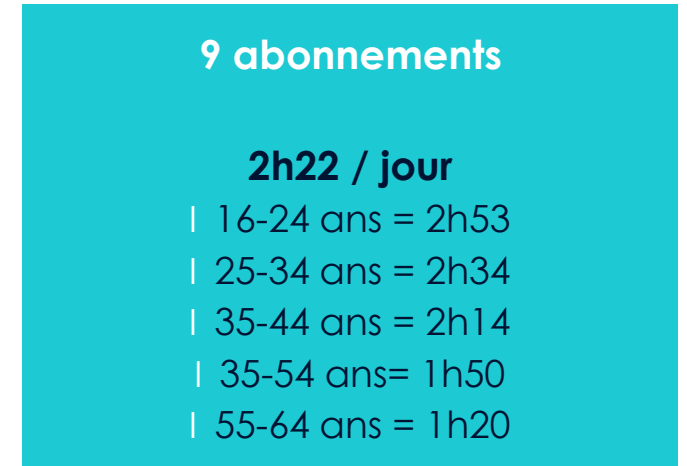 9 abonnements
2h22 / jour
| 16-24 ans = 2h53
| 25-34 ans = 2h34
| 35-44 ans = 2h14
| 35-54 ans= 1h50
| 55-64 ans = 1h20